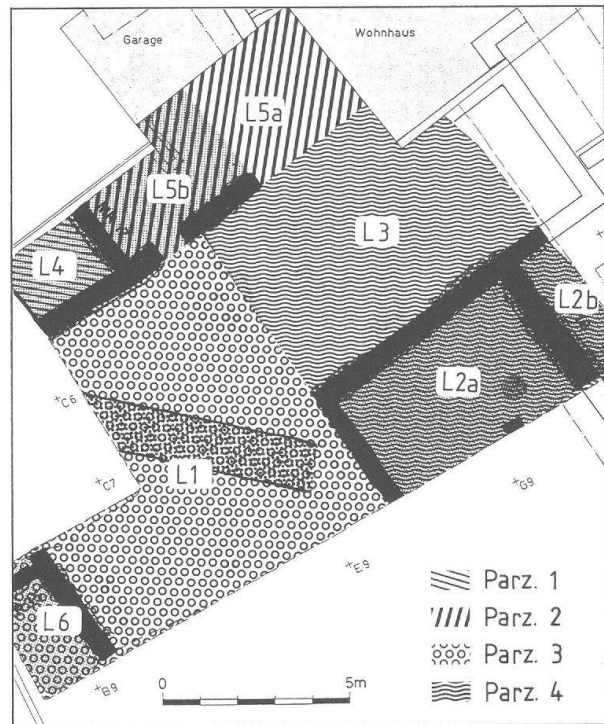 Garage
Wohnhaus
L5a
L5b
L3
L4
L2b
L2a
+C6
L1
+C7
+G9
+E9
L6
+B9
Parz. 1
Parz. 2
Parz. 3
Parz. 4
0 5m